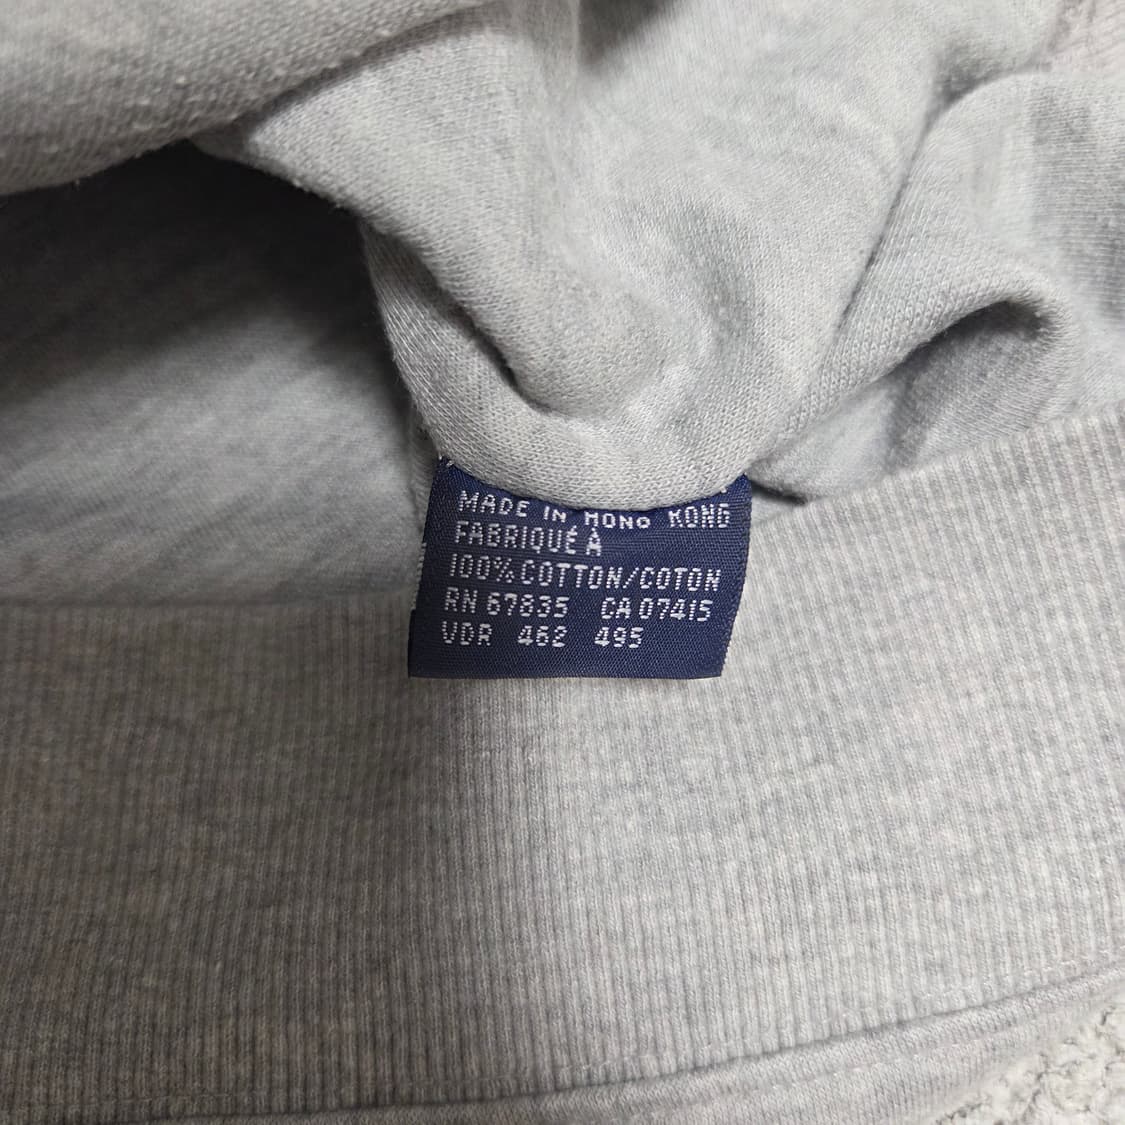 MADE IN HONG KONG
FABRIQUÉ À
100% COTTON/COTON
RN 67835 CA 07415
VDR 462 495